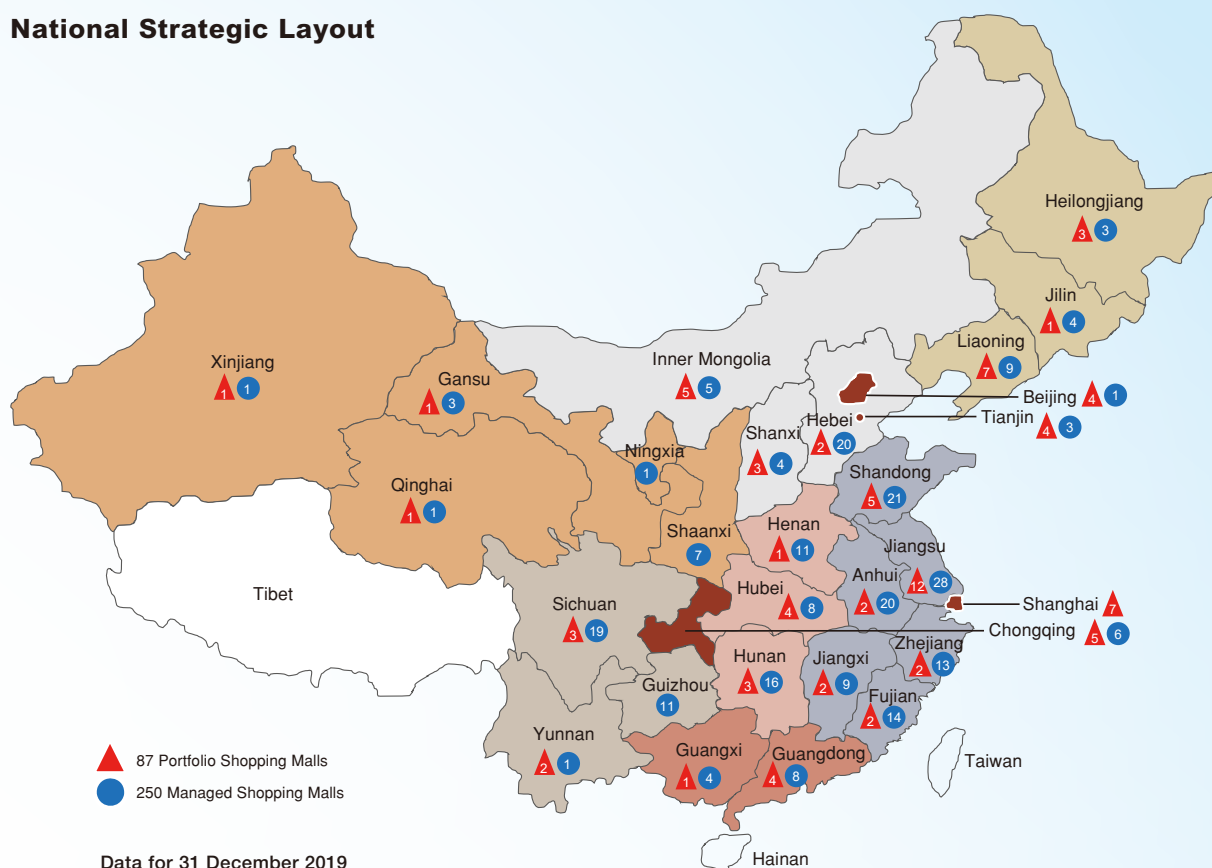 National Strategic Layout
Heilongjiang
3 3
Jilin
1 4
Liaoning
7 9
Xinjiang
1 1
Gansu
1 3
Inner Mongolia
5 5
Beijing 4 1
Tianjin
4 3
Hebei
2 20
Shanxi
3 4
Ningxia
1
Shandong
5 21
Qinghai
1 1
Shaanxi
7
Henan
1 11
Jiangsu
12 28
Anhui
2 20
Hubei
4 8
Tibet
Sichuan
3 19
Shanghai 7
Chongqing 5 6
Zhejiang
2 13
Hunan
3 16
Jiangxi
2 9
Guizhou
11
Fujian
2 14
Yunnan
2 1
Guangxi
1 4
Guangdong
4 8
Taiwan
87 Portfolio Shopping Malls
250 Managed Shopping Malls
Hainan
Data for 31 December 2019